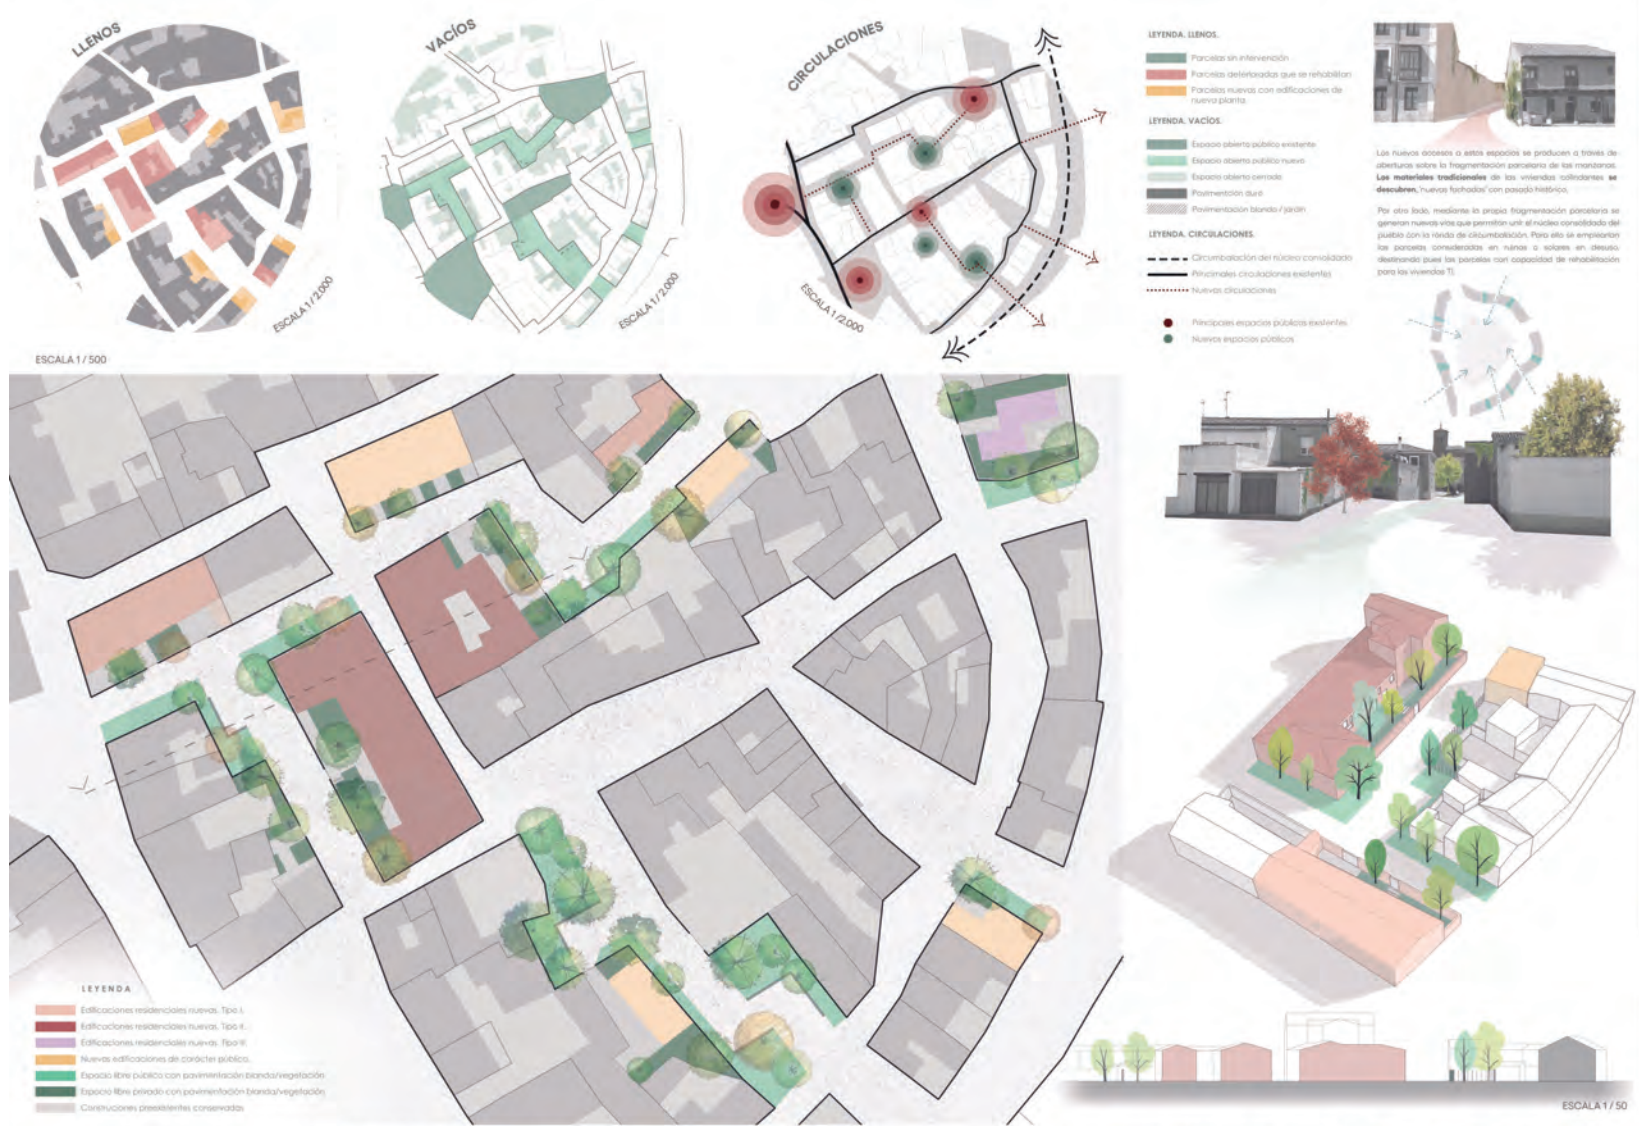 LLENOS
ESCALA 1/2.000
VACÍOS
ESCALA 1/2.000
CIRCULACIONES
ESCALA 1/2.000
LEYENDA. LLENOS.
Parcelas sin intervención
Parcelas deterioradas que se rehabilitan
Parcelas nuevas con edificaciones de
nueva planta
LEYENDA. VACÍOS.
Espacio abierto público existente
Espacio abierto público nuevo
Espacio abierto cerrado
Pavimentación dura
Pavimentación blanda / jardín
LEYENDA. CIRCULACIONES.
Circumbalación del núcleo consolidado
Principales circulaciones existentes
Nuevas circulaciones
Principales espacios públicos existentes
Nuevos espacios públicos
Los nuevos accesos a estos espacios se producen a través de
aberturas sobre la fragmentación parcelaria de las manzanas.
Los materiales tradicionales de las viviendas colindantes se
descubren, 'nuevas fachadas' con pasado histórico.
Por otro lado, mediante la propia fragmentación parcelaria se
generan nuevas vías que permitan unir el núcleo consolidado del
pueblo con la ronda de circumbalación. Para ello se emplearían
las parcelas consideradas en ruinas o solares en desuso,
destinando pues las parcelas con capacidad de rehabilitación
para las viviendas
ESCALA 1 / 500
LEYENDA
Edificaciones residenciales nuevas. Tipo I.
Edificaciones residenciales nuevas. Tipo II.
Edificaciones residenciales nuevas. Tipo III.
Nuevas edificaciones de carácter público.
Espacio libre público con pavimentación blanda/vegetación
Espacio libre privado con pavimentación blanda/vegetación
Construciones preexistentes conservadas
ESCALA 1 / 50